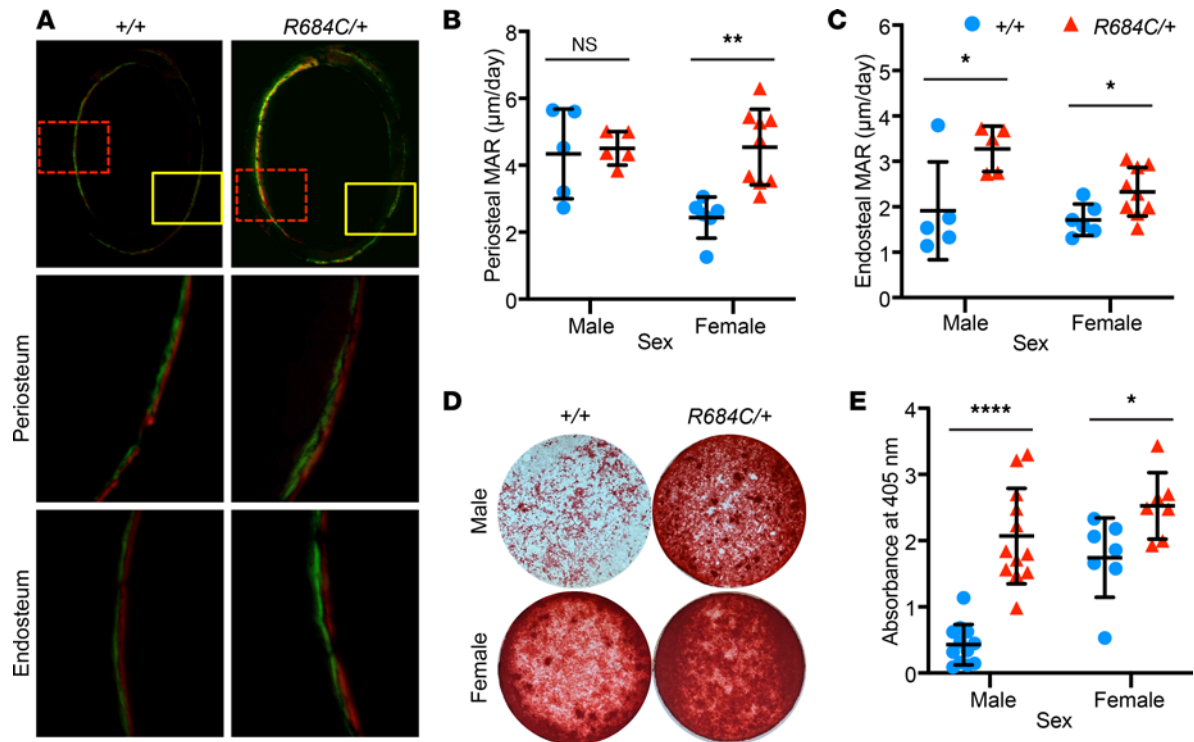 A
+/+
R684C/+
Periosteum
Endosteum
B
Periosteal MAR (µm/day)
8
6
4
2
0
NS
**
Male
Female
Sex
C
+/+
R684C/+
Endosteal MAR (µm/day)
6
5
4
3
2
1
0
*
*
Male
Female
Sex
D
+/+
R684C/+
Male
Female
E
Absorbance at 405 nm
4
3
2
1
0
****
*
Male
Female
Sex